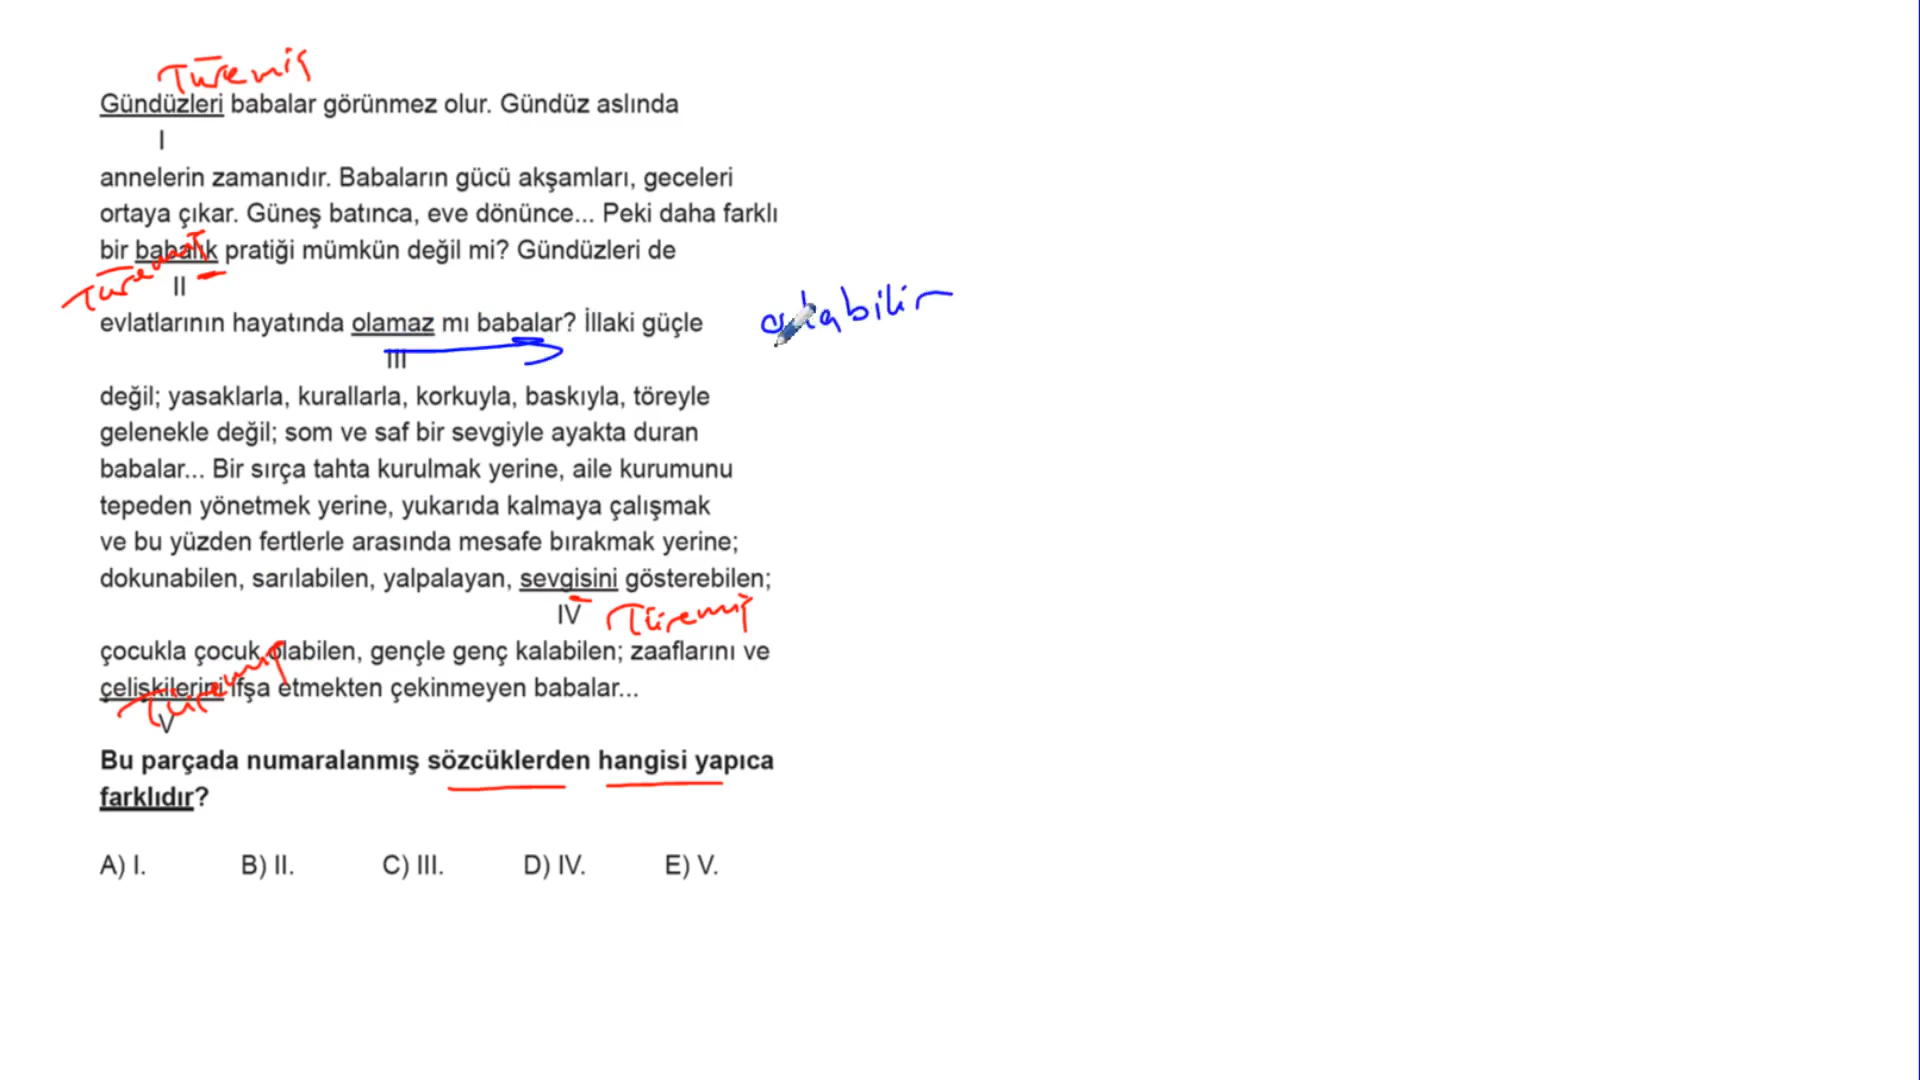 Türemiş
Gündüzleri babalar görünmez olur. Gündüz aslında
I
annelerin zamanıdır. Babaların gücü akşamları, geceleri
ortaya çıkar. Güneş batınca, eve dönünce... Peki daha farklı
bir babalık pratiği mümkün değil mi? Gündüzleri de
Türemiş
II
evlatlarının hayatında olamaz mı babalar? İllaki güçle
olabilir
III
değil; yasaklarla, kurallarla, korkuyla, baskıyla, töreyle
gelenekle değil; som ve saf bir sevgiyle ayakta duran
babalar... Bir sırça tahta kurulmak yerine, aile kurumunu
tepeden yönetmek yerine, yukarıda kalmaya çalışmak
ve bu yüzden fertlerle arasında mesafe bırakmak yerine;
dokunabilen, sarılabilen, yalpalayan, sevgisini gösterebilen;
IV Türemiş
çocukla çocuk olabilen, gençle genç kalabilen; zaaflarını ve
çelişkilerini ifşa etmekten çekinmeyen babalar...
Türemiş
V
Bu parçada numaralanmış sözcüklerden hangisi yapıca
farklıdır?
A) I. B) II. C) III. D) IV. E) V.